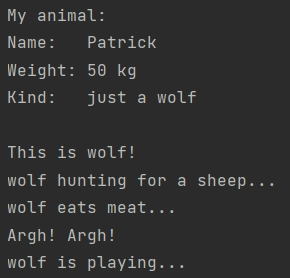 My animal:
Name:   Patrick
Weight: 50 kg
Kind:   just a wolf

This is wolf!
wolf hunting for a sheep...
wolf eats meat...
Argh! Argh!
wolf is playing...